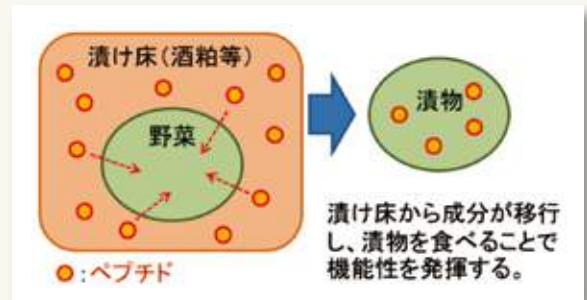 漬け床(酒粕等)
野菜
漬物
漬け床から成分が移行
し、漬物を食べることで
機能性を発揮する。
:ペプチド